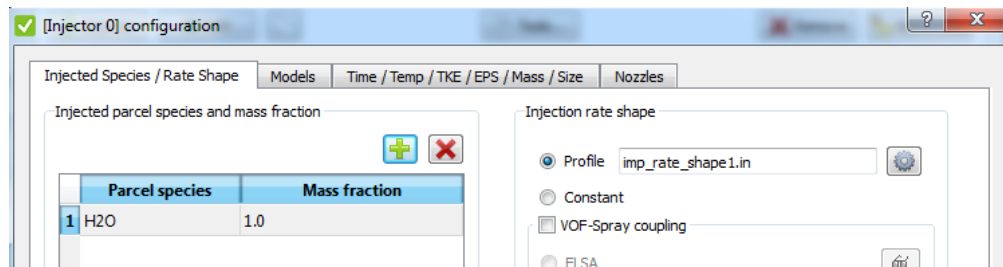 [Injector 0] configuration
Injected Species / Rate Shape Models Time / Temp / TKE / EPS / Mass / Size Nozzles
Injected parcel species and mass fraction
Parcel species Mass fraction
1 H2O 1.0
Injection rate shape
Profile imp_rate_shape1.in
Constant
VOF-Spray coupling
ELSA